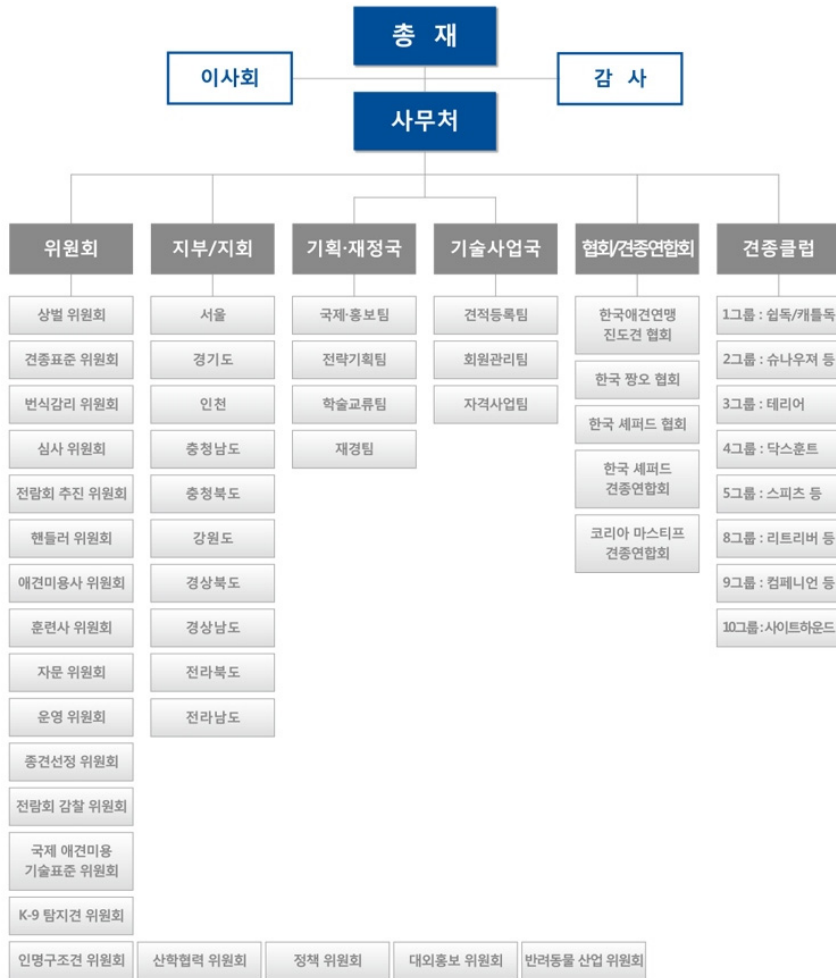 총 재
이사회
감 사
사무처
위원회
지부/지회
기획·재정국
기술사업국
협회/견종연합회
견종클럽
상벌 위원회
견종표준 위원회
번식감리 위원회
심사 위원회
전람회 추진 위원회
핸들러 위원회
애견미용사 위원회
훈련사 위원회
자문 위원회
운영 위원회
종견선정 위원회
전람회 감찰 위원회
국제 애견미용
기술표준 위원회
K-9 탐지견 위원회
인명구조견 위원회
산학협력 위원회
정책 위원회
대외홍보 위원회
반려동물 산업 위원회
서울
경기도
인천
충청남도
충청북도
강원도
경상북도
경상남도
전라북도
전라남도
국제·홍보팀
전략기획팀
학술교류팀
재경팀
견적등록팀
회원관리팀
자격사업팀
한국애견연맹
진도견 협회
한국 짱오 협회
한국 셰퍼드 협회
한국 셰퍼드
견종연합회
코리아 마스티프
견종연합회
1그룹 : 쉽독/캐틀독
2그룹 : 슈나우져 등
3그룹 : 테리어
4그룹 : 닥스훈트
5그룹 : 스피츠 등
8그룹 : 리트리버 등
9그룹 : 컴페니언 등
10그룹 : 사이트하운드